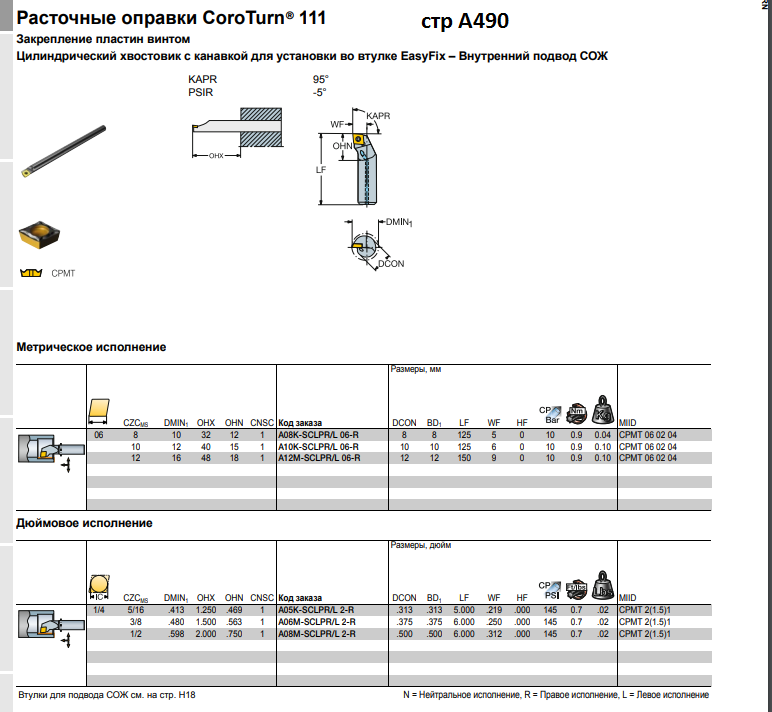 Расточные оправки CoroTurn® 111 стр А490
Закрепление пластин винтом
Цилиндрический хвостовик с канавкой для установки во втулке EasyFix – Внутренний подвод СОЖ
KAPR 95°
PSIR -5°
KAPR
WF
OHN
OHX
LF
DMIN1
DCON
CPMT
Метрическое исполнение
Размеры, мм
CP Nm Kg
CZCMS DMIN1 OHX OHN CNSC Код заказа DCON BD1 LF WF HF Bar MIID
06 8 10 32 12 1 A08K-SCLPR/L 06-R 8 8 125 5 0 10 0.9 0.04 CPMT 06 02 04
10 12 40 15 1 A10K-SCLPR/L 06-R 10 10 125 6 0 10 0.9 0.10 CPMT 06 02 04
12 16 48 18 1 A12M-SCLPR/L 06-R 12 12 150 9 0 10 0.9 0.10 CPMT 06 02 04
Дюймовое исполнение
Размеры, дюйм
CP Ft-lbs Lbs
IC CZCMS DMIN1 OHX OHN CNSC Код заказа DCON BD1 LF WF HF PSI MIID
1/4 5/16 .413 1.250 .469 1 A05K-SCLPR/L 2-R .313 .313 5.000 .219 .000 145 0.7 .02 CPMT 2(1.5)1
3/8 .480 1.500 .563 1 A06M-SCLPR/L 2-R .375 .375 6.000 .250 .000 145 0.7 .02 CPMT 2(1.5)1
1/2 .598 2.000 .750 1 A08M-SCLPR/L 2-R .500 .500 6.000 .312 .000 145 0.7 .02 CPMT 2(1.5)1
Втулки для подвода СОЖ см. на стр. H18 N = Нейтральное исполнение, R = Правое исполнение, L = Левое исполнение